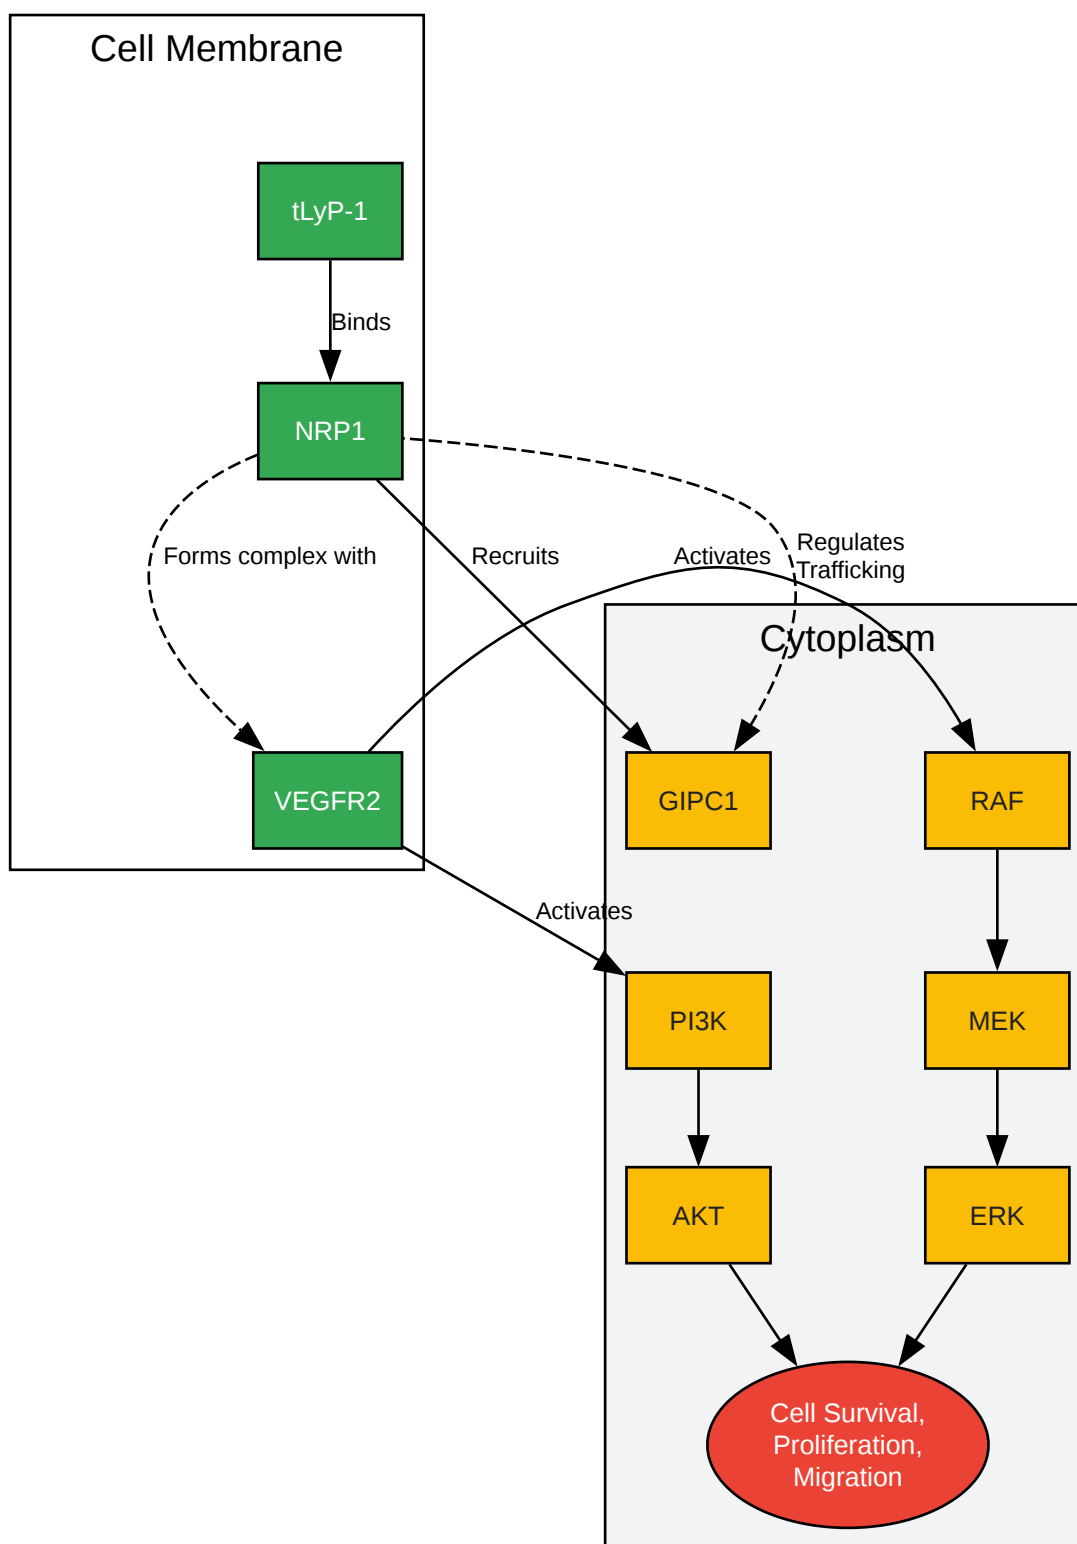 Cell Membrane
tLyP-1
Binds
NRP1
Forms complex with
Recruits
Activates
Regulates
Trafficking
Cytoplasm
VEGFR2
GIPC1
RAF
Activates
PI3K
MEK
AKT
ERK
Cell Survival,
Proliferation,
Migration